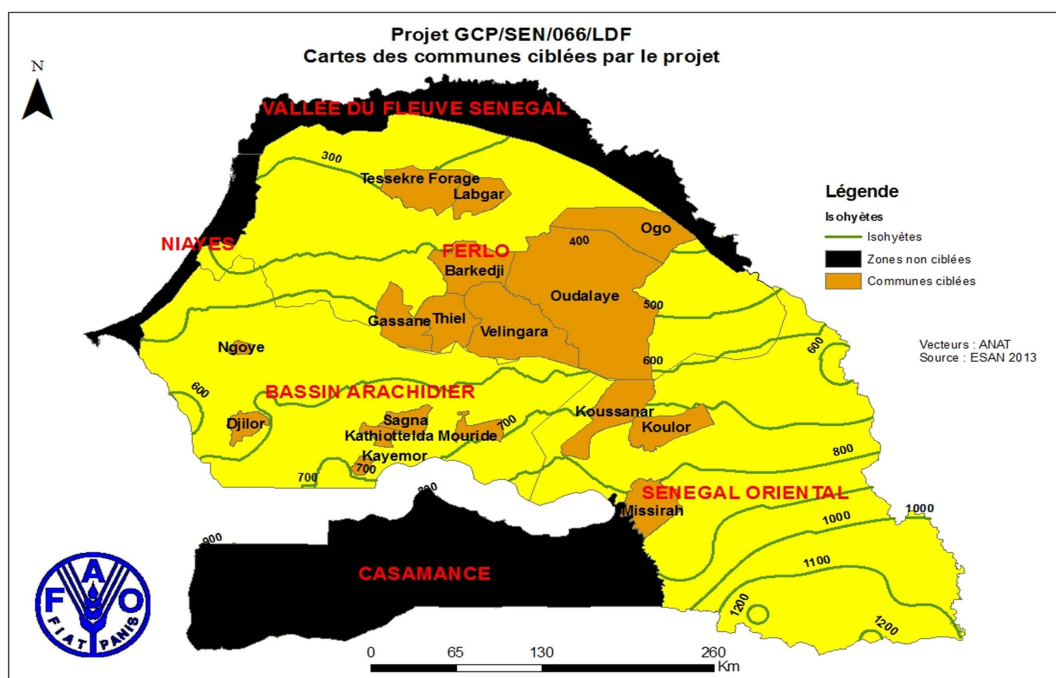 Projet GCP/SEN/066/LDF
Cartes des communes ciblées par le projet
N
VALLEE DU FLEUVE SENEGAL
300
Tessekre Forage
Labgar
Légende
Isohyètes
Isohyètes
Zones non ciblées
Communes ciblées
NIAYES
FERLO
400
Ogo
Barkedji
Oudalaye
500
Gassane
Thiel
Velingara
Ngoye
600
600
Vecteurs : ANAT
Source : ESAN 2013
BASSIN ARACHIDIER
600
Djilor
Sagna
Kathiottelda Mouride
700
Koussanar
Koulor
Kayemor
700
700
800
SENEGAL ORIENTAL
Missirah
1000
1000
900
1100
CASAMANCE
1200
1200
FAO
FIAT PANIS
0 65 130 260
Km